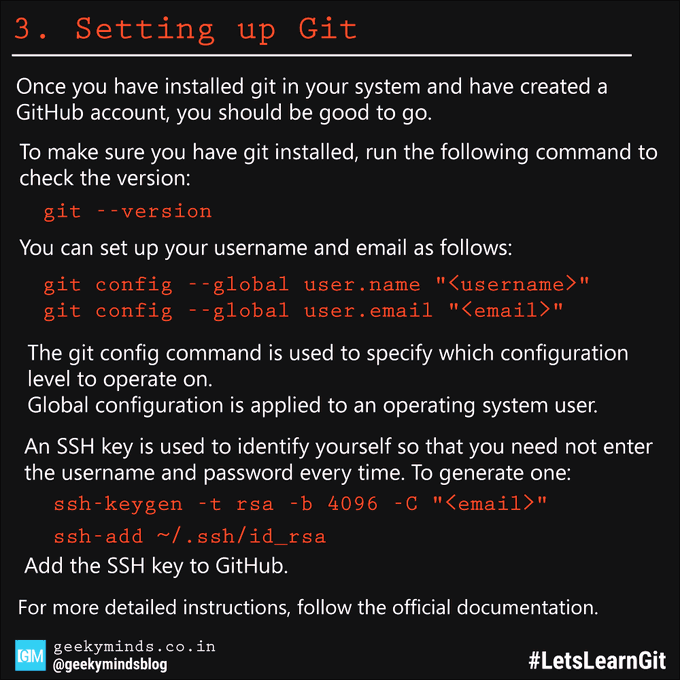 3. Setting up Git
Once you have installed git in your system and have created a
GitHub account, you should be good to go.
To make sure you have git installed, run the following command to
check the version:
git --version
You can set up your username and email as follows:
git config --global user.name "<username>"
git config --global user.email "<email>"
The git config command is used to specify which configuration
level to operate on.
Global configuration is applied to an operating system user.
An SSH key is used to identify yourself so that you need not enter
the username and password every time. To generate one:
ssh-keygen -t rsa -b 4096 -C "<email>"
ssh-add ~/.ssh/id_rsa
Add the SSH key to GitHub.
For more detailed instructions, follow the official documentation.
GM
geekyminds.co.in
@geekymindsblog
#LetsLearnGit